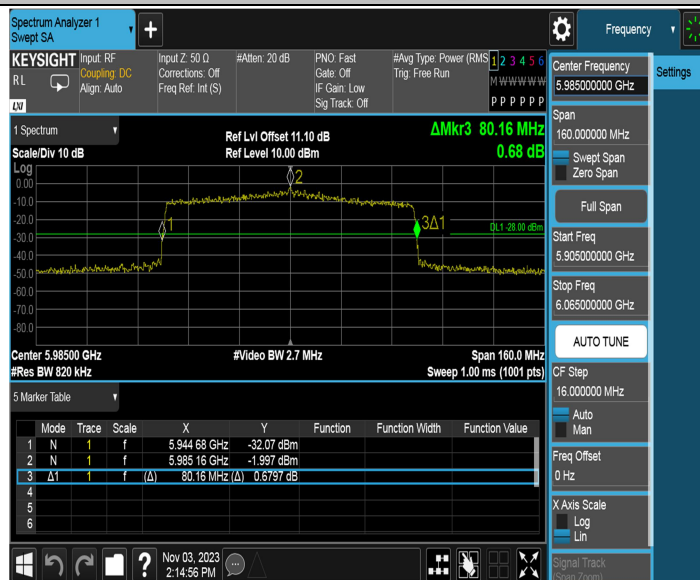 Spectrum Analyzer 1
Swept SA
Frequency
KEYSIGHT
Input: RF
Coupling: DC
Align: Auto
Input Z: 50 Ω
Corrections: Off
Freq Ref: Int (S)
#Atten: 20 dB
PNO: Fast
Gate: Off
IF Gain: Low
Sig Track: Off
#Avg Type: Power (RMS
Trig: Free Run
1 2 3 4 5 6
M W W W W W
P P P P P P
RL
LXI
1 Spectrum
Scale/Div 10 dB
Ref Lvl Offset 11.10 dB
Ref Level 10.00 dBm
ΔMkr3 80.16 MHz
0.68 dB
Log
0.00
-10.0
-20.0
-30.0
-40.0
-50.0
-60.0
-70.0
-80.0
2
1
3Δ1
DL1 -28.00 dBm
Center 5.98500 GHz
#Res BW 820 kHz
#Video BW 2.7 MHz
Span 160.0 MHz
Sweep 1.00 ms (1001 pts)
5 Marker Table
Mode Trace Scale X Y Function Function Width Function Value
1 N 1 f 5.944 68 GHz -32.07 dBm
2 N 1 f 5.985 16 GHz -1.997 dBm
3 Δ1 1 f (Δ) 80.16 MHz (Δ) 0.6797 dB
4
5
6
Nov 03, 2023
2:14:56 PM
Center Frequency
5.985000000 GHz
Span
160.000000 MHz
Swept Span
Zero Span
Full Span
Start Freq
5.905000000 GHz
Stop Freq
6.065000000 GHz
AUTO TUNE
CF Step
16.000000 MHz
Auto
Man
Freq Offset
0 Hz
X Axis Scale
Log
Lin
Signal Track
(Span Zoom)
Settings